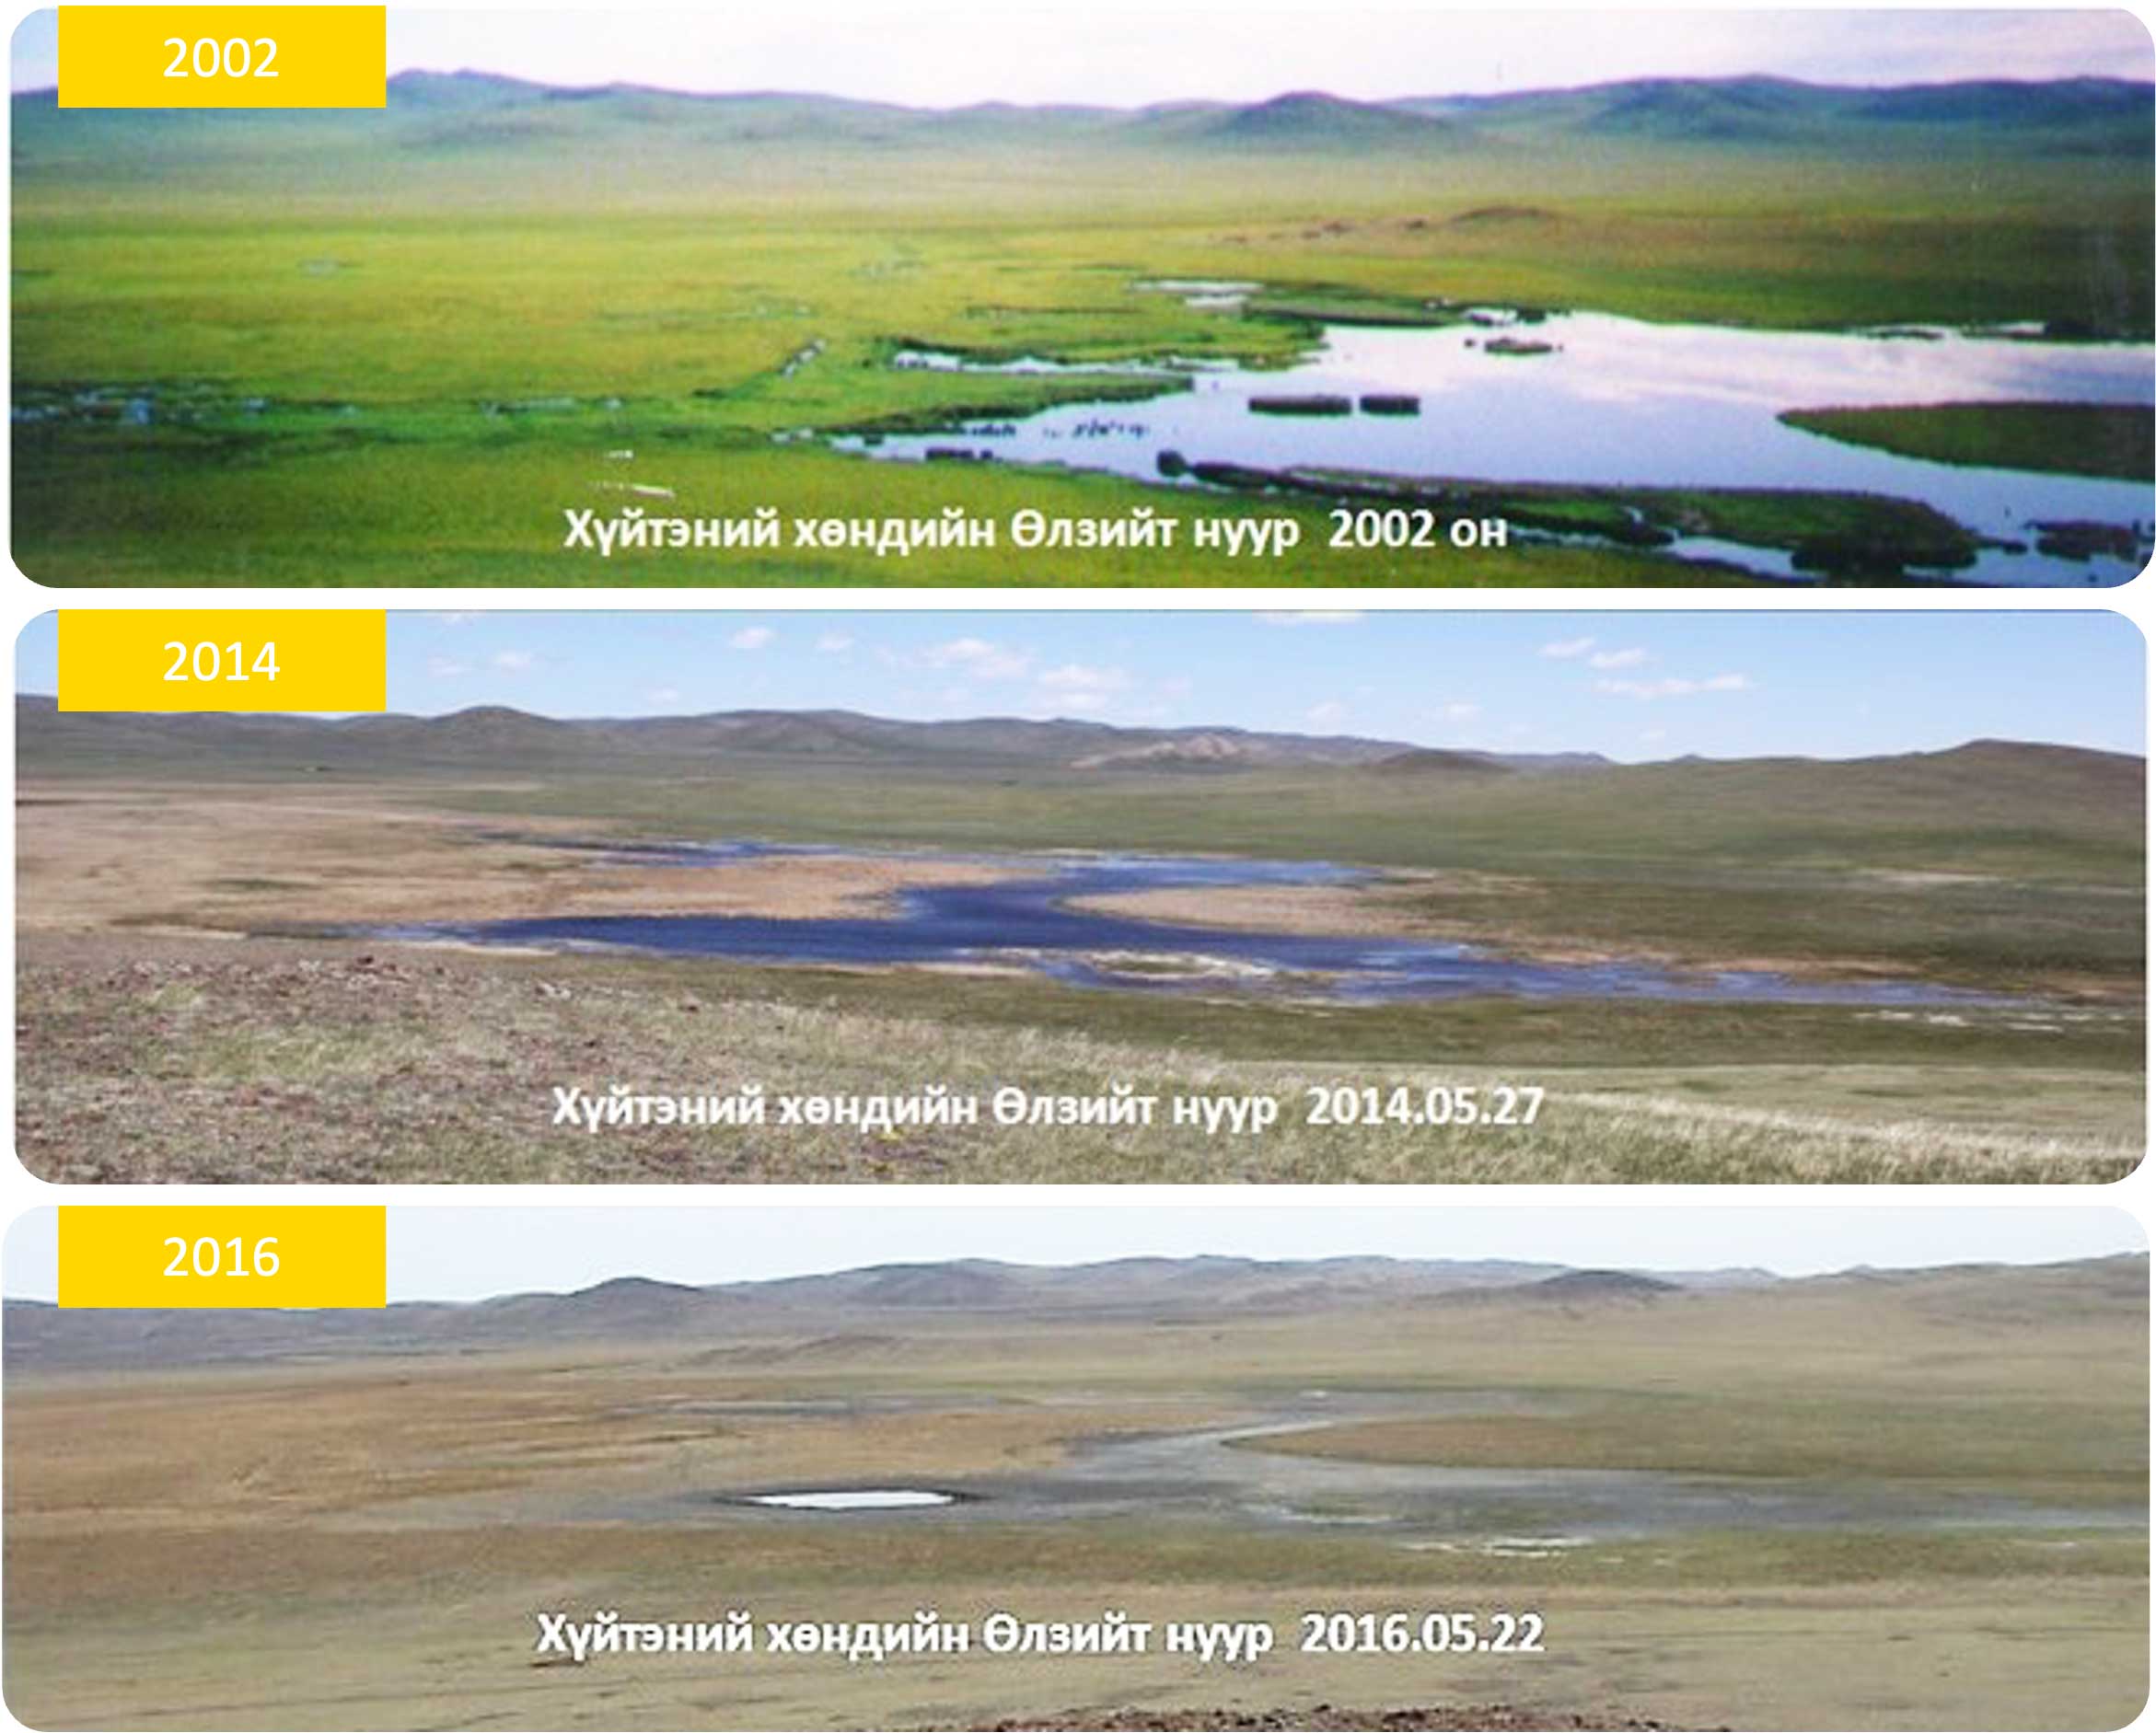 2002
Хүйтэний хөндийн Өлзийт нуур 2002 он
2014
Хүйтэний хөндийн Өлзийт нуур 2014.05.27
2016
Хүйтэний хөндийн Өлзийт нуур 2016.05.22